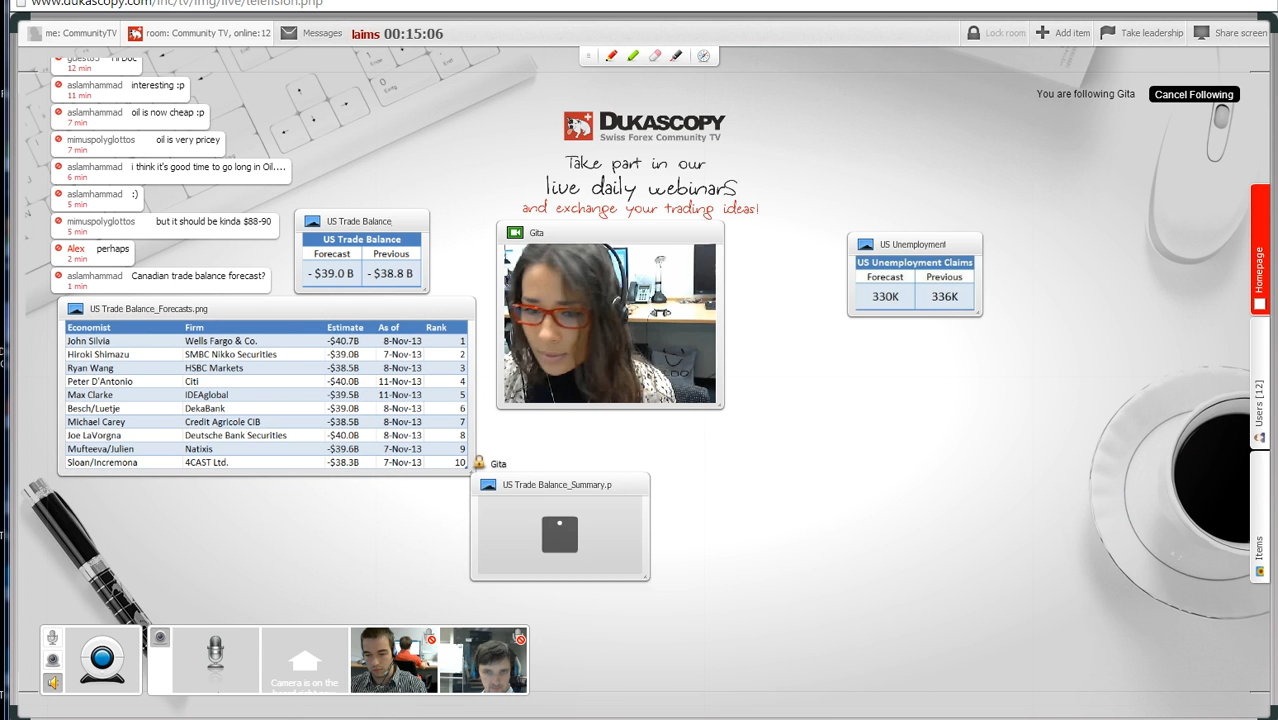 www.dukascopy.com/inc/tv/img/live/television.php
me: CommunityTV
room: Community TV, online:12
Messages
laims 00:15:06
Lock room
Add item
Take leadership
Share screen
You are following Gita
Cancel Following
12 min
aslamhammad interesting :p
11 min
aslamhammad oil is now cheap :p
7 min
mimuspolyglottos oil is very pricey
7 min
aslamhammad i think it's good time to go long in Oil....
6 min
aslamhammad :)
5 min
mimuspolyglottos but it should be kinda $88-90
5 min
Alex perhaps
2 min
aslamhammad Canadian trade balance forecast?
1 min
DUKASCOPY
Swiss Forex Community TV
Take part in our
live daily webinars
and exchange your trading ideas!
US Trade Balance
US Trade Balance
Forecast Previous
- $39.0 B - $38.8 B
Gita
US Unemployment
US Unemployment Claims
Forecast Previous
330K 336K
US Trade Balance_Forecasts.png
Economist Firm Estimate As of Rank
John Silvia Wells Fargo & Co. -$40.7B 8-Nov-13 1
Hiroki Shimazu SMBC Nikko Securities -$39.0B 7-Nov-13 2
Ryan Wang HSBC Markets -$38.5B 8-Nov-13 3
Peter D'Antonio Citi -$40.0B 11-Nov-13 4
Max Clarke IDEAglobal -$39.5B 11-Nov-13 5
Besch/Luetje DekaBank -$39.0B 8-Nov-13 6
Michael Carey Credit Agricole CIB -$38.5B 8-Nov-13 7
Joe LaVorgna Deutsche Bank Securities -$40.0B 8-Nov-13 8
Mufteeva/Julien Natixis -$39.6B 7-Nov-13 9
Sloan/Incremona 4CAST Ltd. -$38.3B 7-Nov-13 10
Gita
US Trade Balance_Summary.p
Homepage
Users [12]
Items
Camera is on the